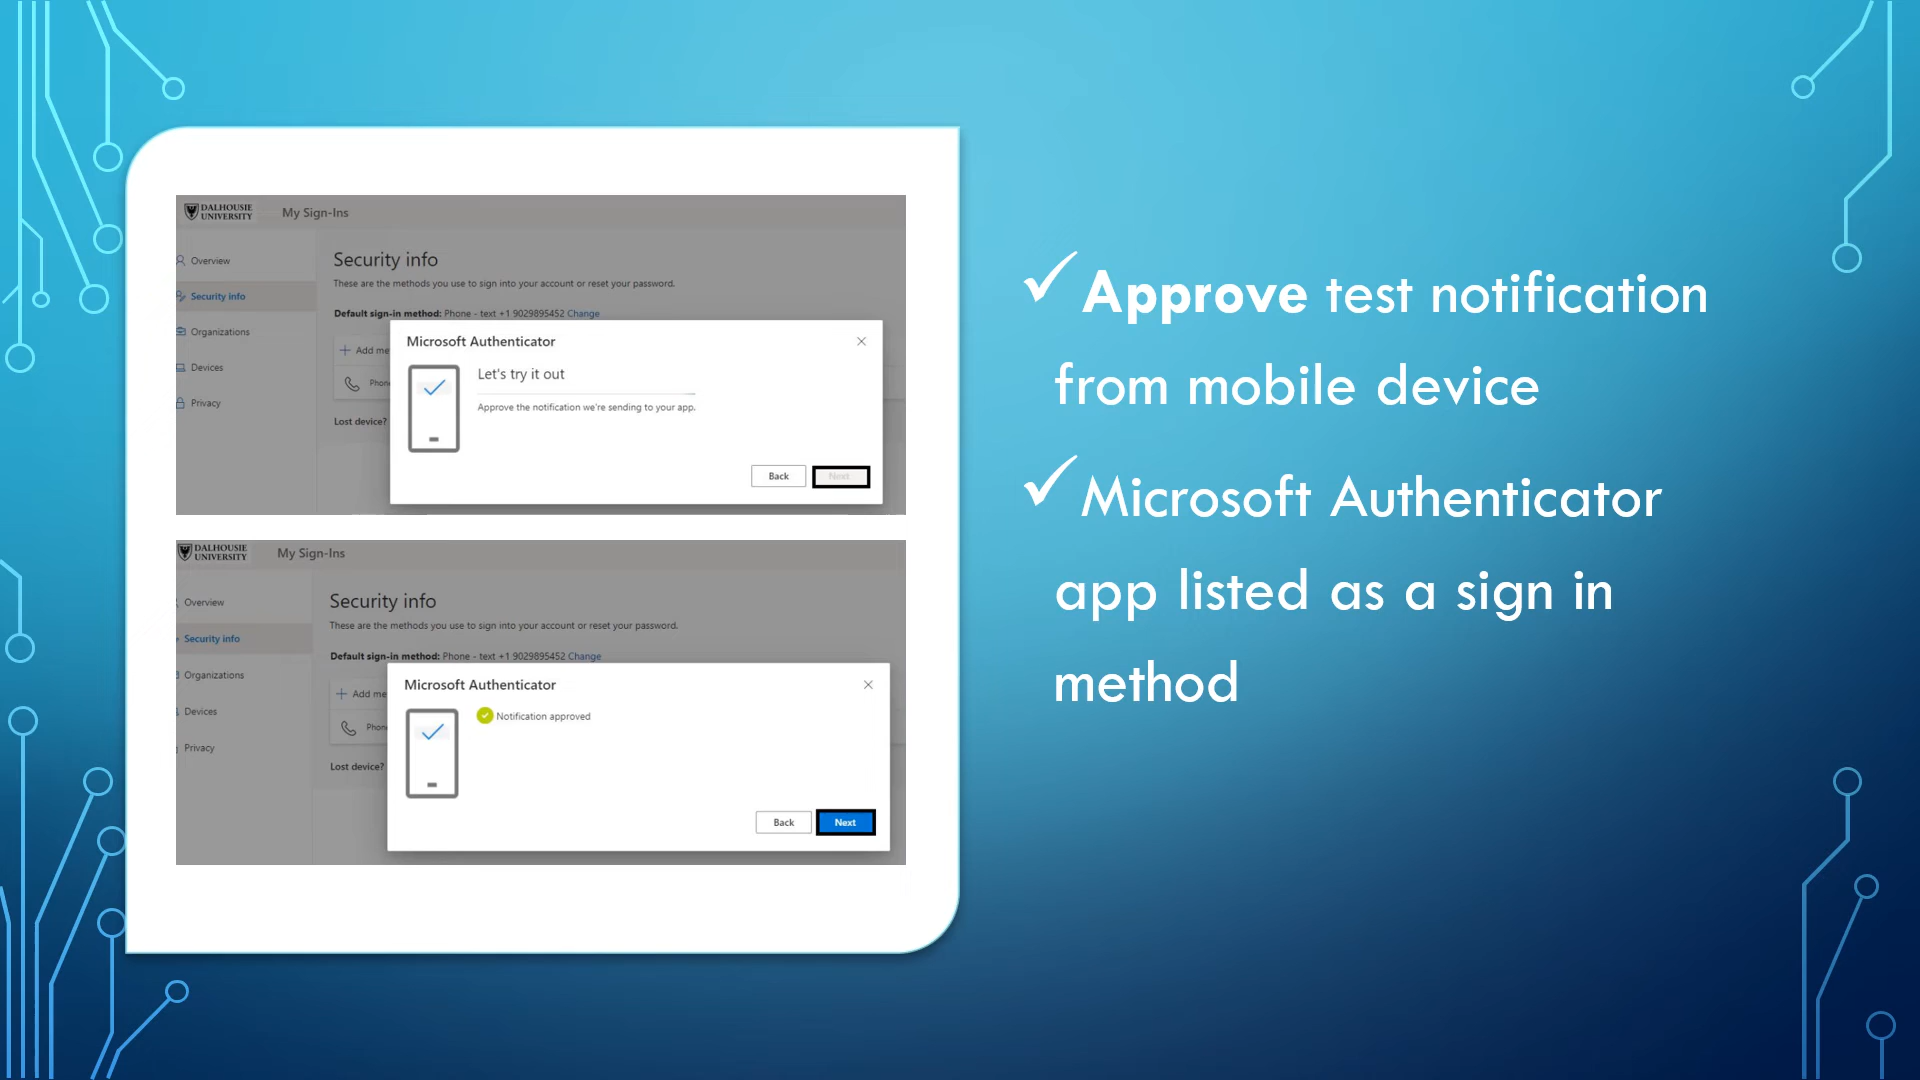 DALHOUSIE
UNIVERSITY
My Sign-Ins
Overview
Security info
Organizations
Devices
Privacy
Security info
These are the methods you use to sign into your account or reset your password.
Default sign-in method: Phone - text +1 9029895452 Change
Add me
Phon
Lost device?
Microsoft Authenticator
Let's try it out
Approve the notification we're sending to your app.
Back
Next
DALHOUSIE
UNIVERSITY
My Sign-Ins
Overview
Security info
Organizations
Devices
Privacy
Security info
These are the methods you use to sign into your account or reset your password.
Default sign-in method: Phone - text +1 9029895452 Change
Add me
Phon
Lost device?
Microsoft Authenticator
Notification approved
Back
Next
Approve test notification
from mobile device
Microsoft Authenticator
app listed as a sign in
method